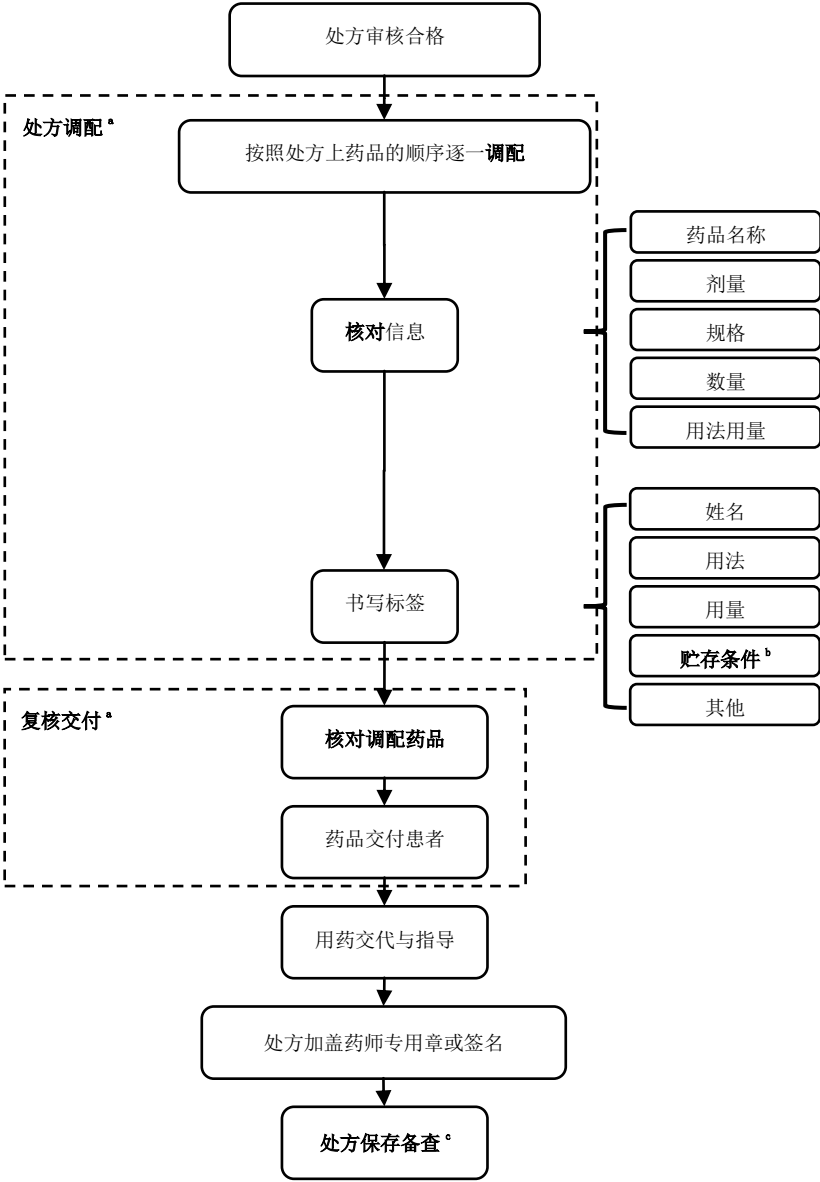 处方审核合格
处方调配 a
按照处方上药品的顺序逐一调配
核对信息
药品名称
剂量
规格
数量
用法用量
书写标签
姓名
用法
用量
贮存条件 b
其他
复核交付 a
核对调配药品
药品交付患者
用药交代与指导
处方加盖药师专用章或签名
处方保存备查 c